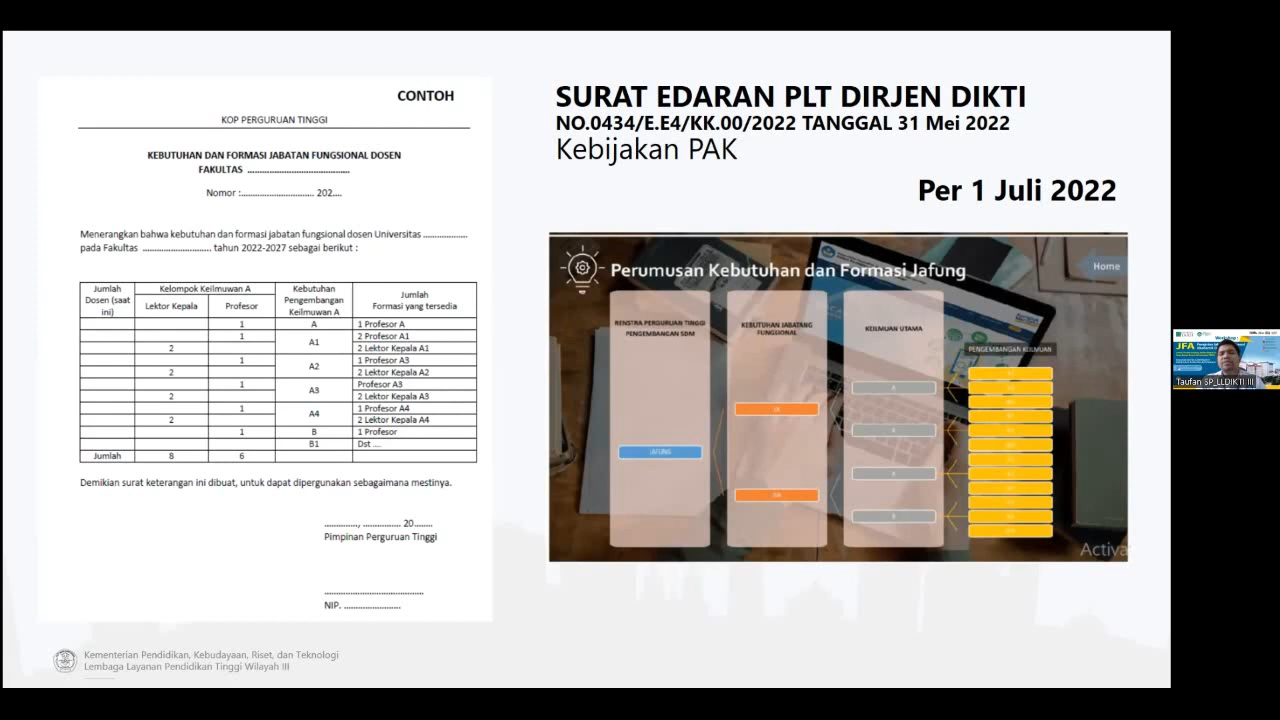 CONTOH
KOP PERGURUAN TINGGI
KEBUTUHAN DAN FORMASI JABATAN FUNGSIONAL DOSEN
FAKULTAS ..........................................
Nomor :.............................. 202....
Menerangkan bahwa kebutuhan dan formasi jabatan fungsional dosen Universitas ..................
pada Fakultas ............................ tahun 2022-2027 sebagai berikut :
Jumlah Dosen (saat ini) Kelompok Keilmuwan A Kebutuhan Pengembangan Keilmuwan A Jumlah Formasi yang tersedia
Lektor Kepala Profesor
1 A 1 Profesor A
1 A1 2 Profesor A1
2 2 Lektor Kepala A1
1 A2 1 Profesor A3
2 2 Lektor Kepala A2
1 A3 Profesor A3
2 2 Lektor Kepala A3
1 A4 1 Profesor A4
2 2 Lektor Kepala A4
1 B 1 Profesor
B1 Dst ....
Jumlah 8 6
Demikian surat keterangan ini dibuat, untuk dapat dipergunakan sebagaimana mestinya.
.............., ................ 20........
Pimpinan Perguruan Tinggi
.........................................
NIP. .......................
Kementerian Pendidikan, Kebudayaan, Riset, dan Teknologi
Lembaga Layanan Pendidikan Tinggi Wilayah III
SURAT EDARAN PLT DIRJEN DIKTI
NO.0434/E.E4/KK.00/2022 TANGGAL 31 Mei 2022
Kebijakan PAK
Per 1 Juli 2022
Perumusan Kebutuhan dan Formasi Jafung
Home
RENSTRA PERGURUAN TINGGI
PENGEMBANGAN SDM
KEBUTUHAN JABATANG
FUNGSIONAL
KEILMUAN UTAMA
PENGEMBANGAN KEILMUAN
JAFUNG
Activa
JFA
Taufan SP_LLDIKTI III